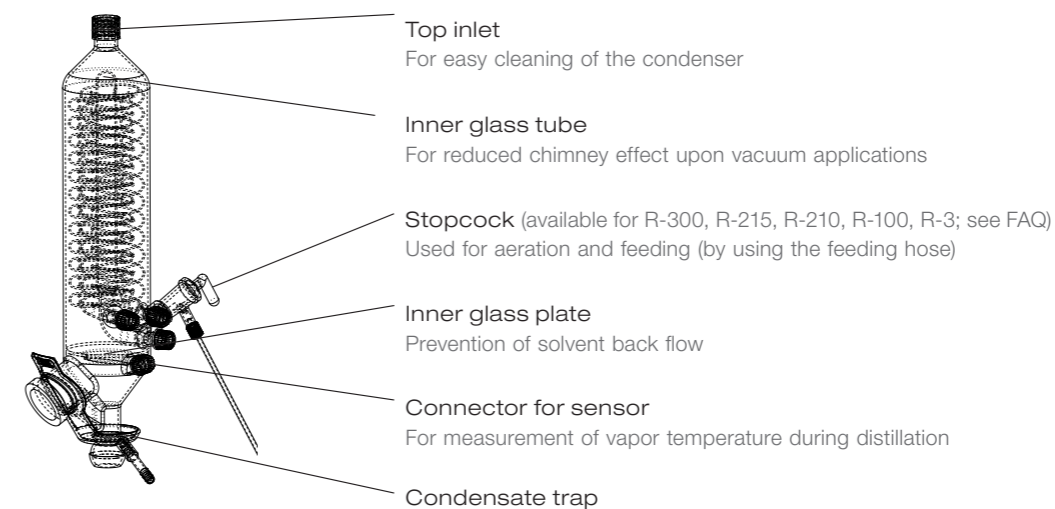 Top inlet
For easy cleaning of the condenser
Inner glass tube
For reduced chimney effect upon vacuum applications
Stopcock (available for R-300, R-215, R-210, R-100, R-3; see FAQ)
Used for aeration and feeding (by using the feeding hose)
Inner glass plate
Prevention of solvent back flow
Connector for sensor
For measurement of vapor temperature during distillation
Condensate trap